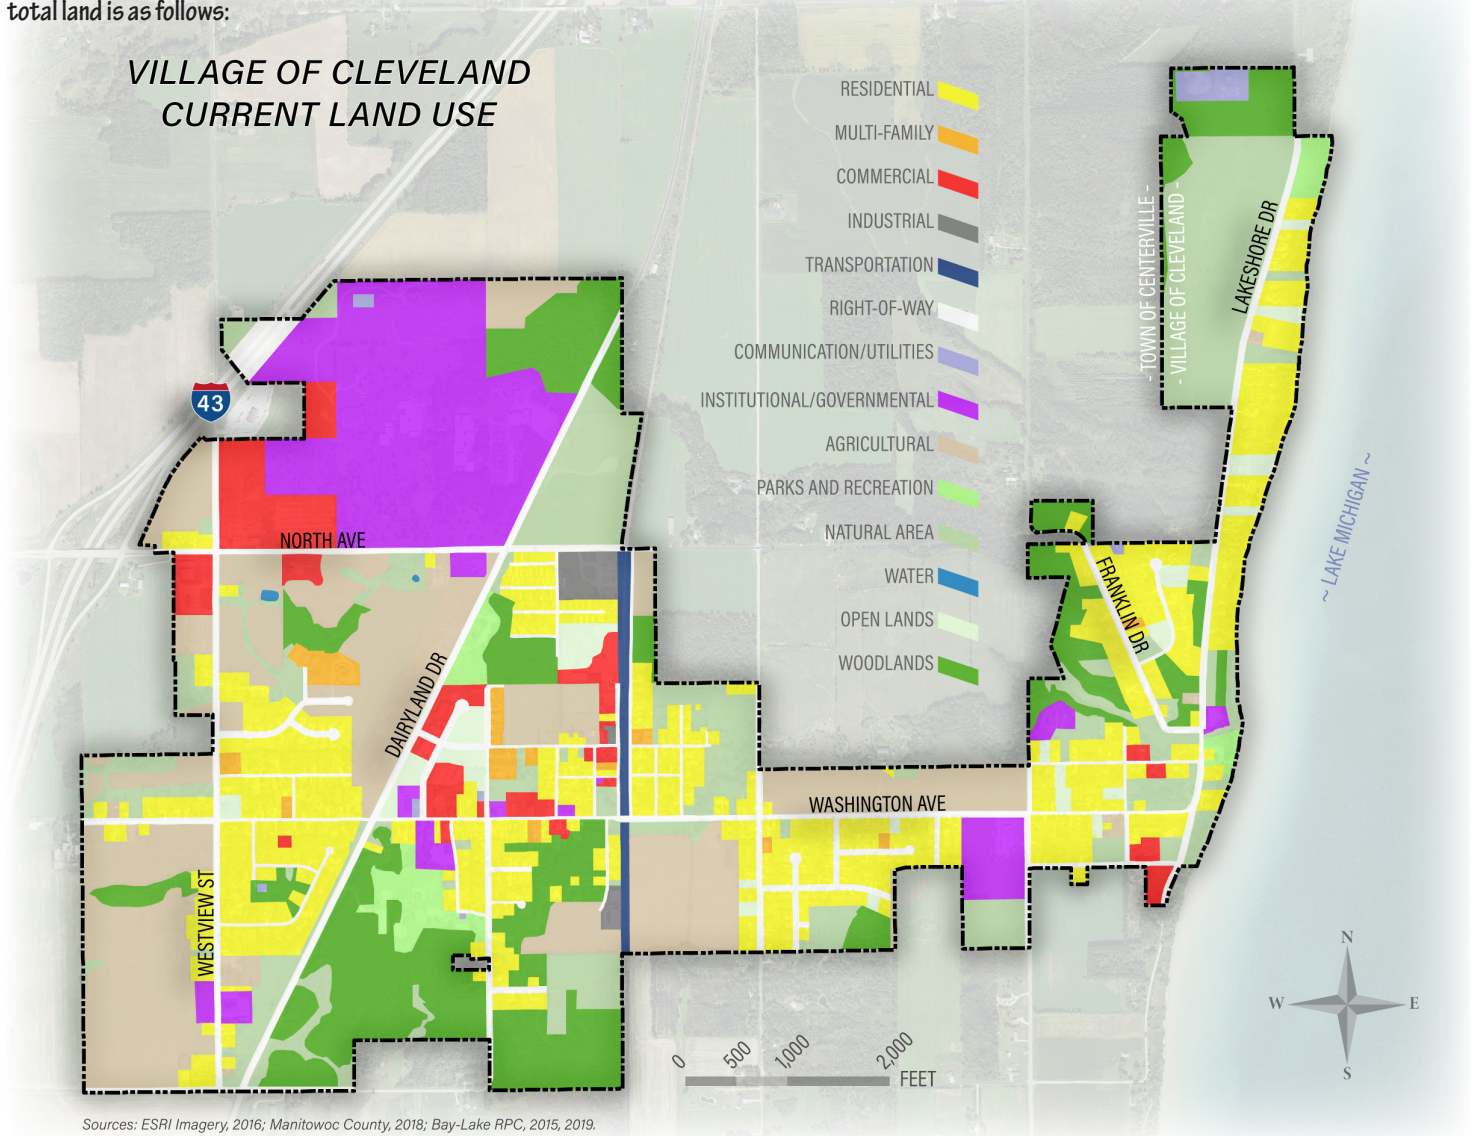 total land is as follows:
VILLAGE OF CLEVELAND
CURRENT LAND USE
RESIDENTIAL
MULTI-FAMILY
COMMERCIAL
INDUSTRIAL
TRANSPORTATION
RIGHT-OF-WAY
COMMUNICATION/UTILITIES
INSTITUTIONAL/GOVERNMENTAL
AGRICULTURAL
PARKS AND RECREATION
NATURAL AREA
WATER
OPEN LANDS
WOODLANDS
- TOWN OF CENTERVILLE -
- VILLAGE OF CLEVELAND -
LAKESHORE DR
43
NORTH AVE
DAIRYLAND DR
FRANKLIN DR
~ LAKE MICHIGAN ~
WASHINGTON AVE
WESTVIEW ST
N
W
E
S
0 500 1,000 2,000
FEET
Sources: ESRI Imagery, 2016; Manitowoc County, 2018; Bay-Lake RPC, 2015, 2019.